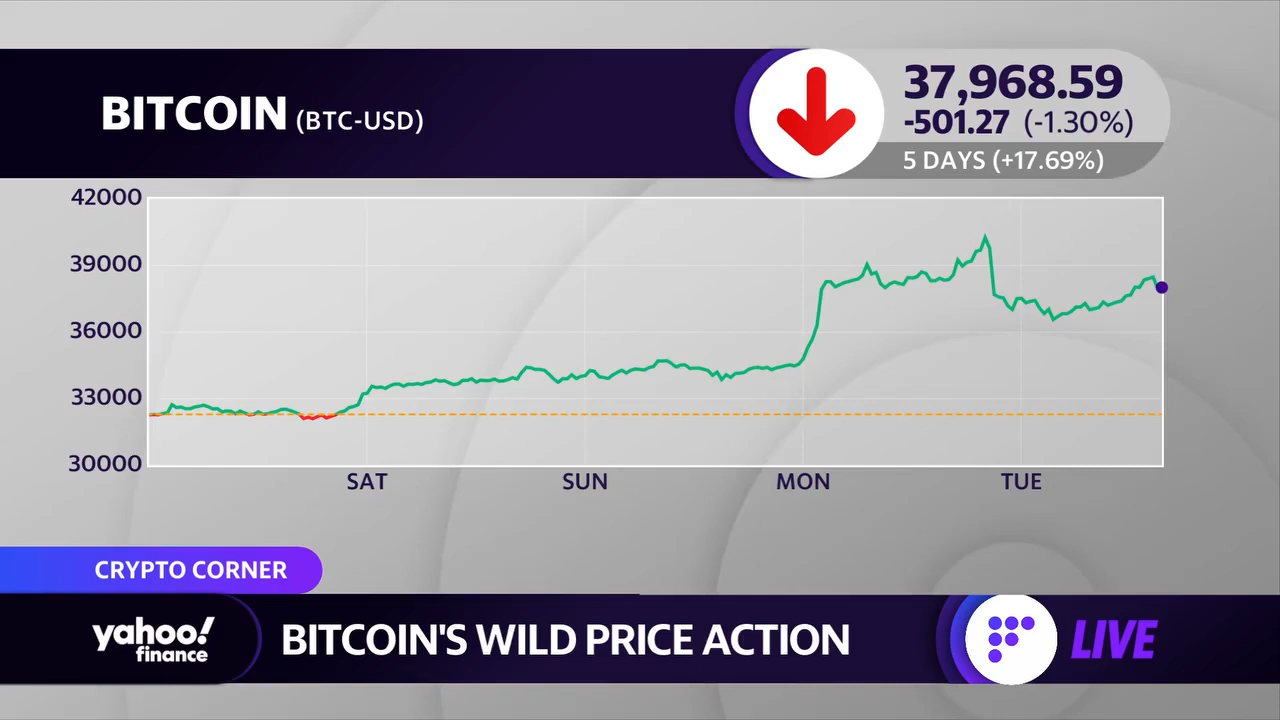 BITCOIN (BTC-USD)
37,968.59
-501.27 (-1.30%)
5 DAYS (+17.69%)
42000
39000
36000
33000
30000
SAT SUN MON TUE
CRYPTO CORNER
yahoo!
finance
BITCOIN'S WILD PRICE ACTION
LIVE